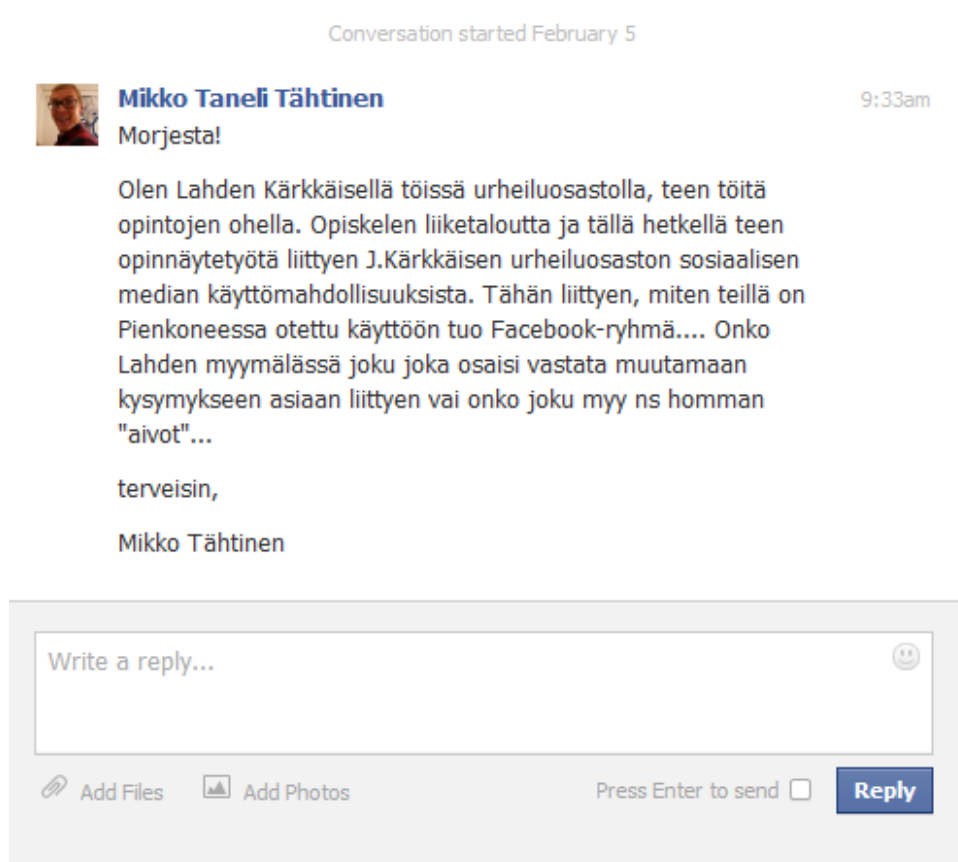 Conversation started February 5
Mikko Taneli Tähtinen 9:33am
Morjesta!
Olen Lahden Kärkkäisellä töissä urheiluosastolla, teen töitä
opintojen ohella. Opiskelen liiketaloutta ja tällä hetkellä teen
opinnäytetyötä liittyen J.Kärkkäisen urheiluosaston sosiaalisen
median käyttömahdollisuuksista. Tähän liittyen, miten teillä on
Pienkoneessa otettu käyttöön tuo Facebook-ryhmä.... Onko
Lahden myymälässä joku joka osaisi vastata muutamaan
kysymykseen asiaan liittyen vai onko joku myy ns homman
"aivot"...
terveisin,
Mikko Tähtinen
Write a reply...
Add Files Add Photos Press Enter to send Reply